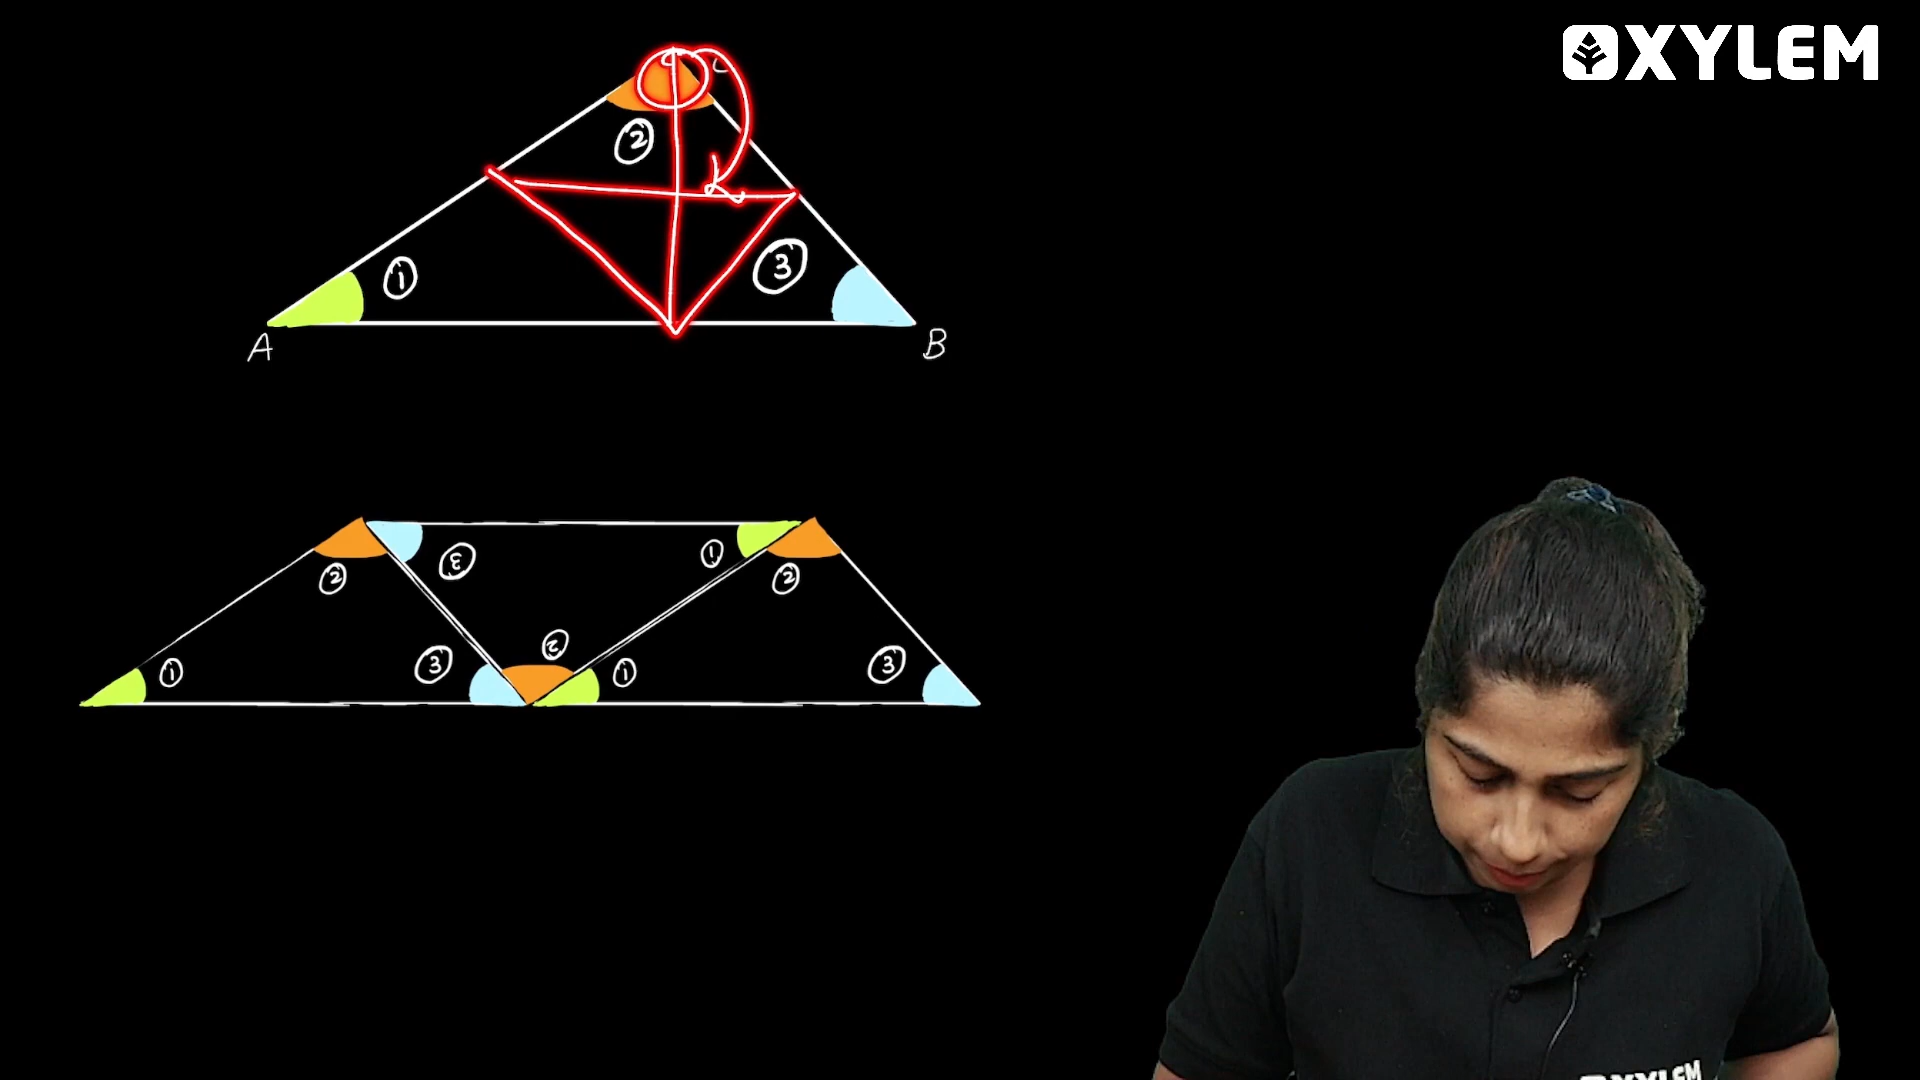 XYLEM
C
②
①
③
A
B
③
①
②
②
②
①
③
①
③
XYLEM